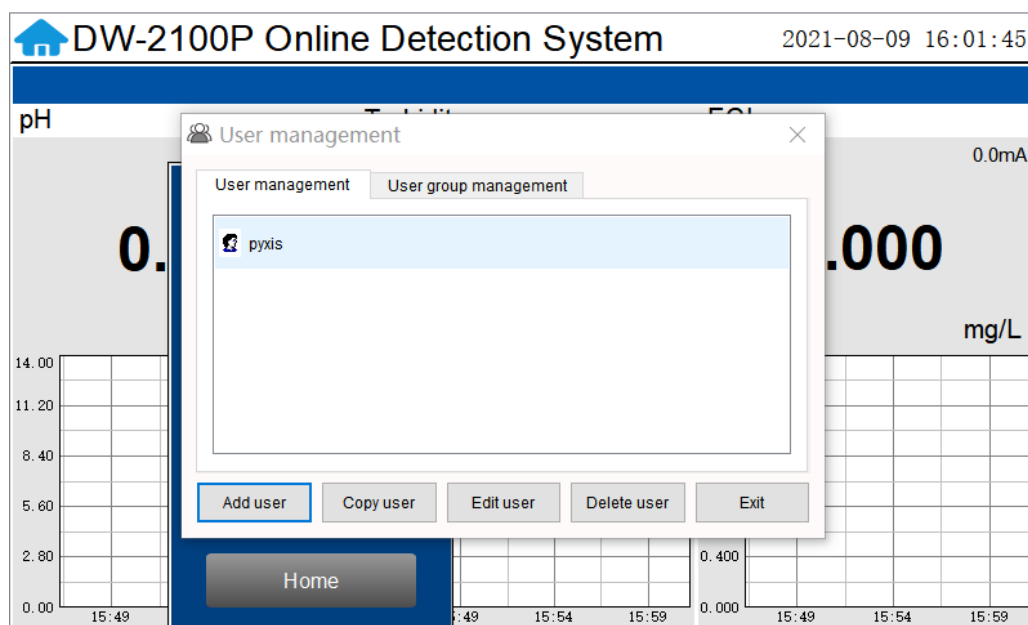 DW-2100P Online Detection System
2021-08-09 16:01:45
pH
User management
0.0mA
User management
User group management
pyxis
0.
.000
mg/L
14.00
11.20
8.40
5.60
2.80
0.00
Add user
Copy user
Edit user
Delete user
Exit
Home
0.400
0.000
15:49
:49
15:54
15:59
15:49
15:54
15:59